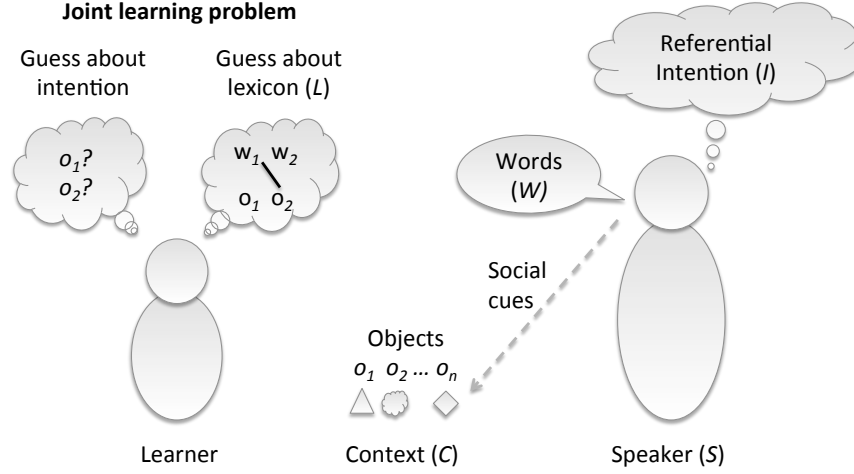 Joint learning problem
Guess about
intention
Guess about
lexicon (L)
o1?
o2?
w1 w2
o1 o2
Referential
Intention (I)
Words
(W)
Social
cues
Objects
o1 o2 ... on
Learner
Context (C)
Speaker (S)